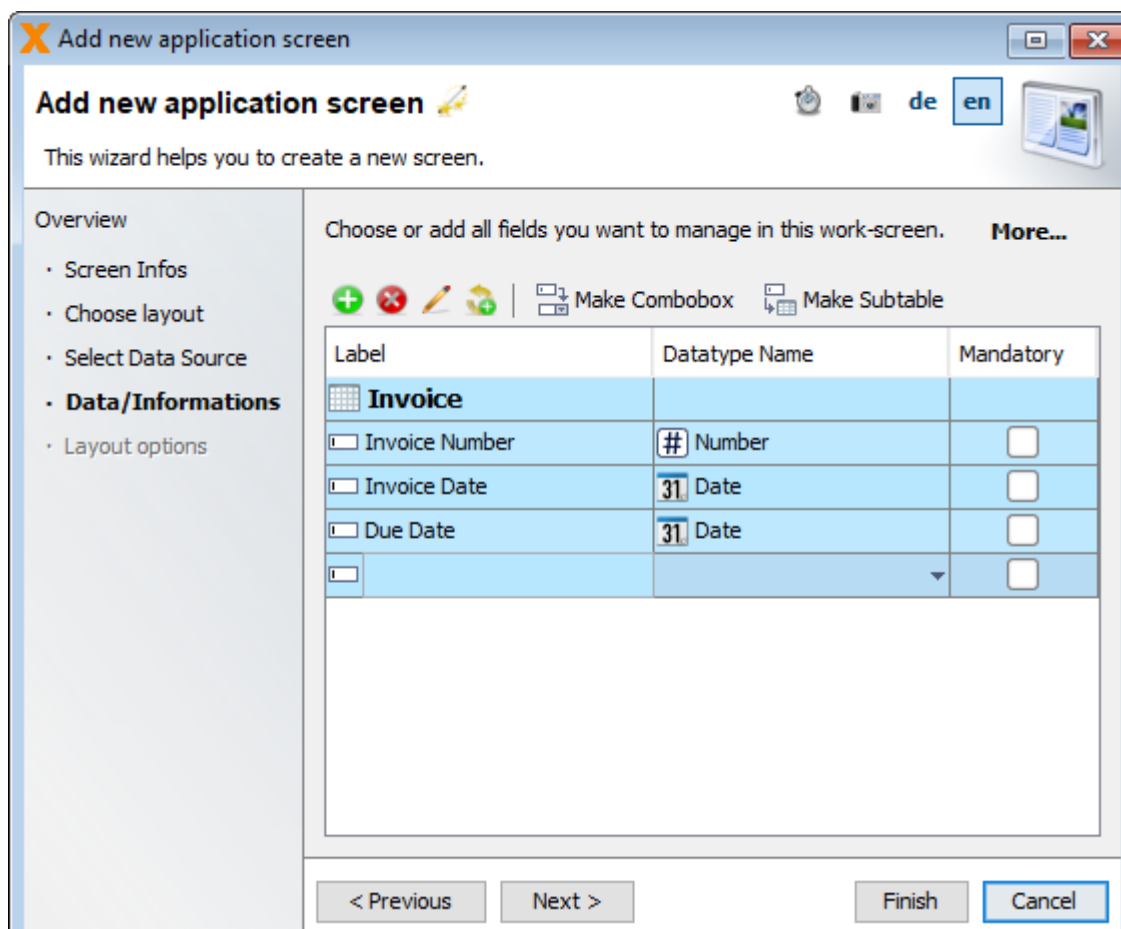 Add new application screen
Add new application screen
de
en
This wizard helps you to create a new screen.
Overview
· Screen Infos
· Choose layout
· Select Data Source
· Data/Informations
· Layout options
Choose or add all fields you want to manage in this work-screen. More...
Make Combobox Make Subtable
Label Datatype Name Mandatory
Invoice
Invoice Number # Number
Invoice Date 31 Date
Due Date 31 Date
< Previous Next > Finish Cancel